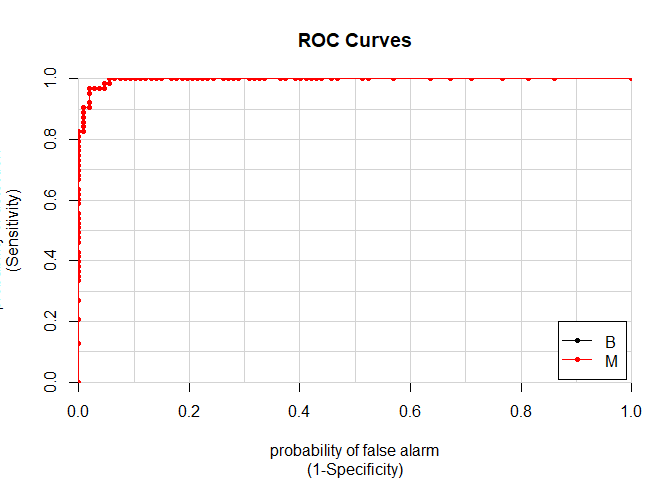 ROC Curves
1.0
0.8
0.6
0.4
0.2
0.0
(Sensitivity)
B
M
0.0 0.2 0.4 0.6 0.8 1.0
probability of false alarm
(1-Specificity)